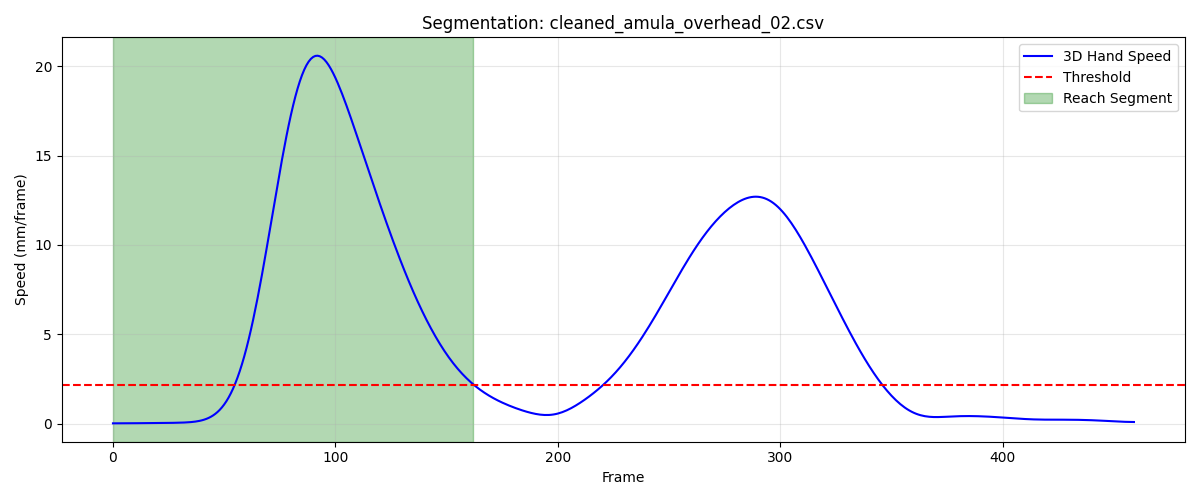 Segmentation: cleaned_amula_overhead_02.csv
3D Hand Speed
Threshold
Reach Segment
Speed (mm/frame)
20
15
10
5
0
0 100 200 300 400
Frame